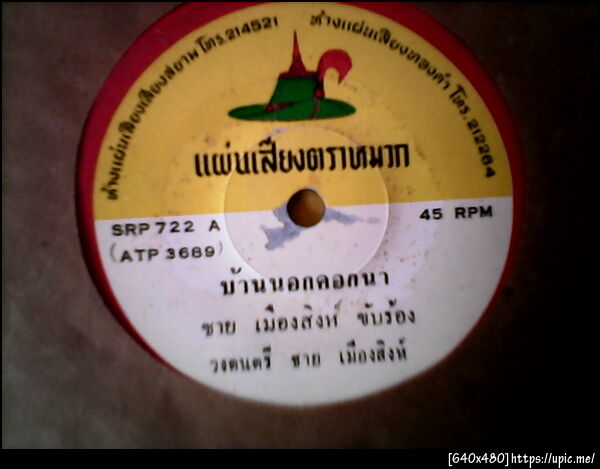 ห้างแผ่นเสียงเสียงสยาม โทร.214521
ห้างแผ่นเสียงทองคำ โทร. 212284
แผ่นเสียงตราหมวก
SRP 722 A
45 RPM
(ATP 3689)
บ้านนอกคอกนา
ชาย เมืองสิงห์ ขับร้อง
วงดนตรี ชาย เมืองสิงห์
[640x480]https://upic.me/